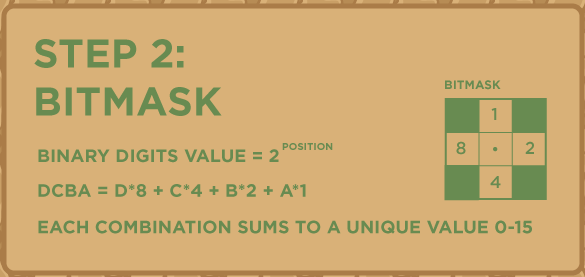 STEP 2:
BITMASK
BINARY DIGITS VALUE = 2^POSITION
DCBA = D*8 + C*4 + B*2 + A*1
EACH COMBINATION SUMS TO A UNIQUE VALUE 0-15
BITMASK
1
8 • 2
4